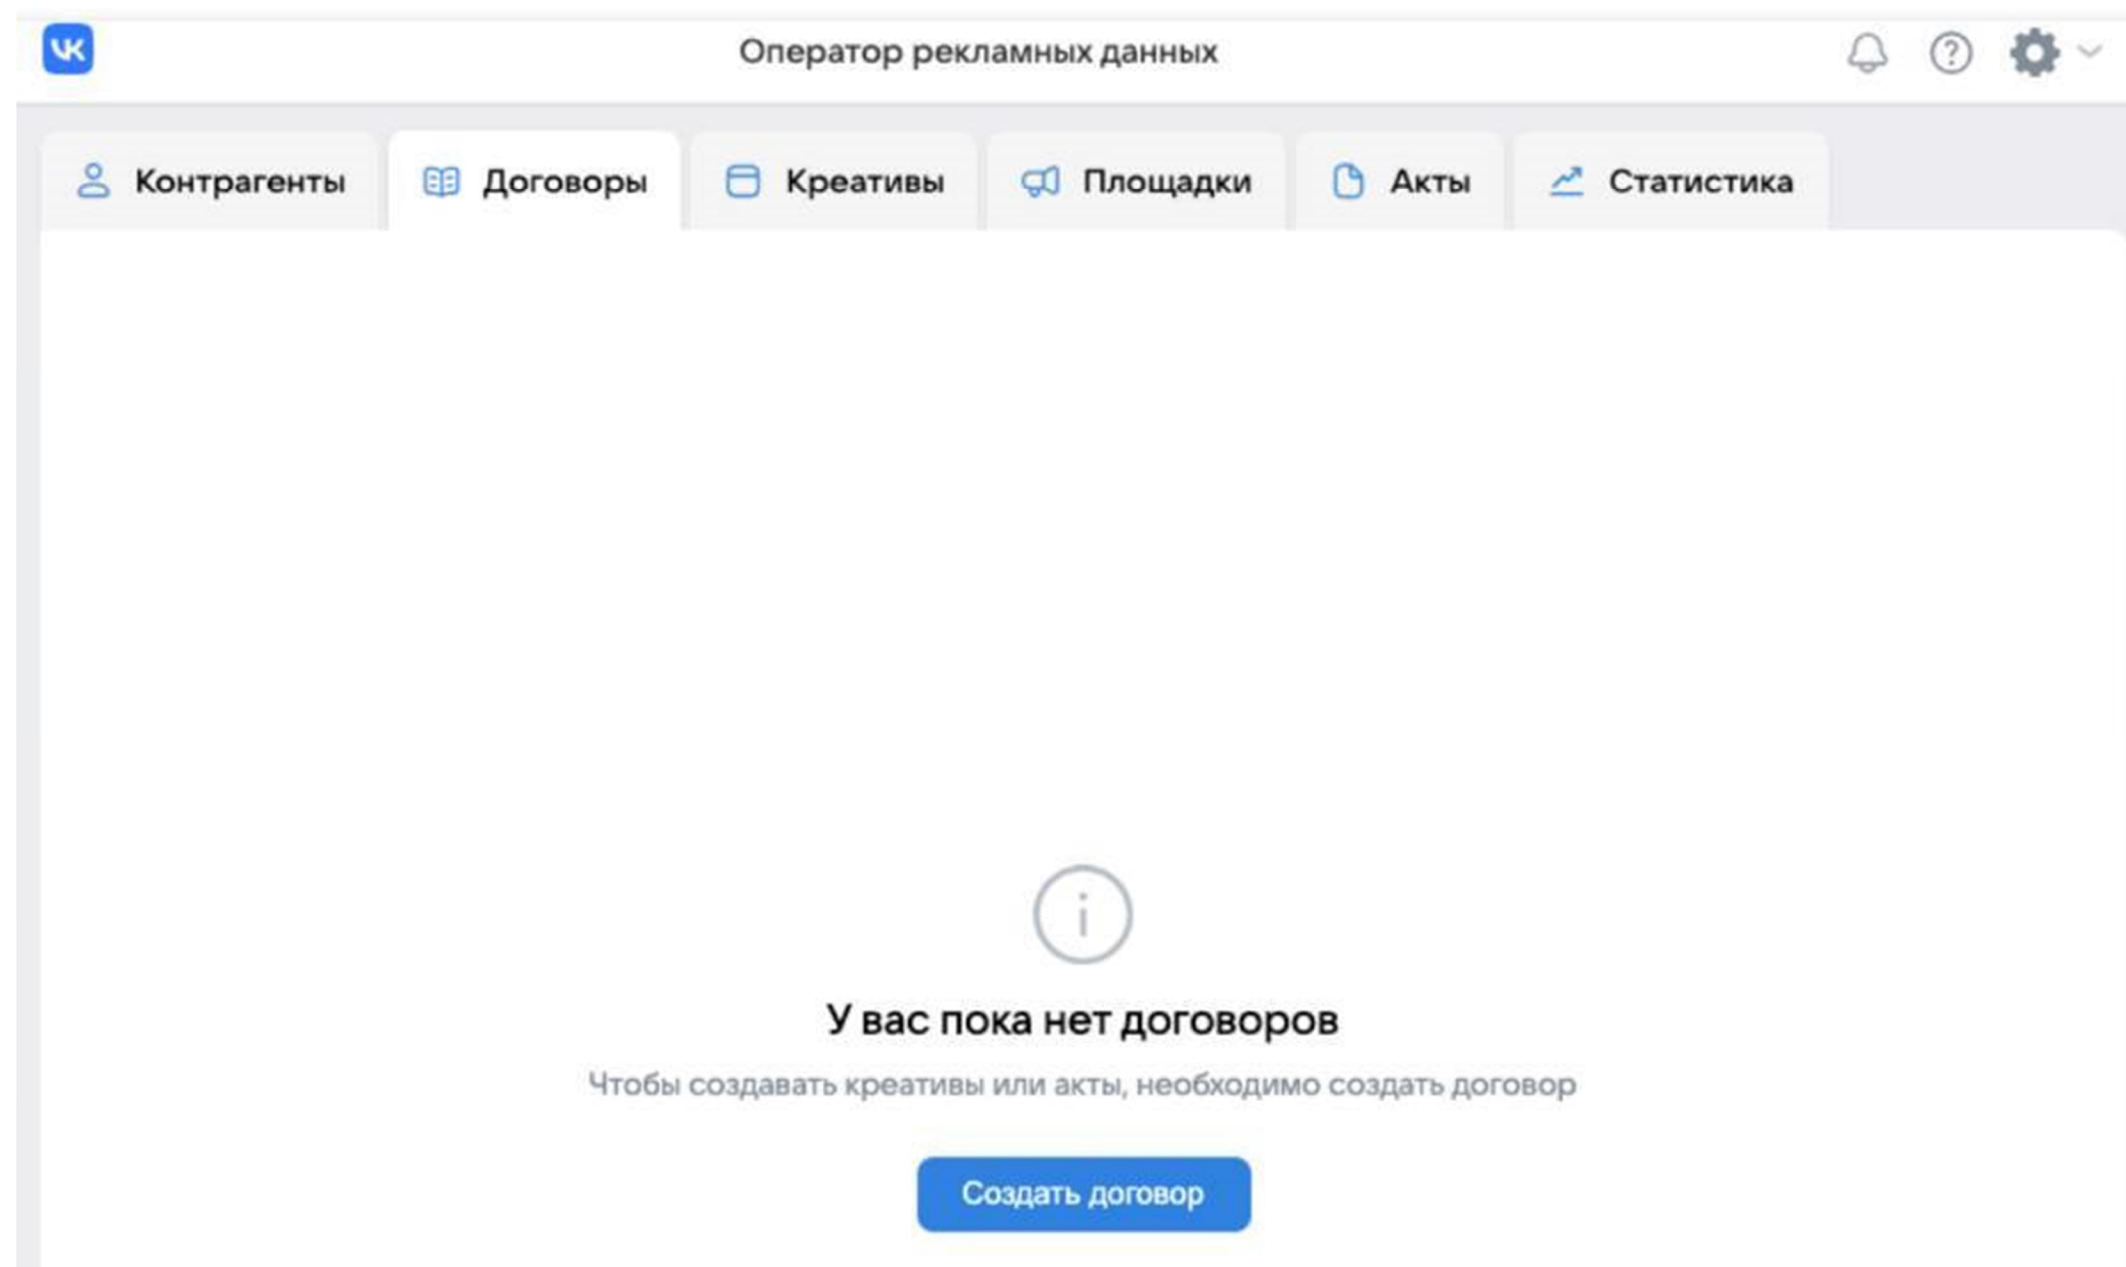 VK
Оператор рекламных данных
Контрагенты Договоры Креативы Площадки Акты Статистика
У вас пока нет договоров
Чтобы создавать креативы или акты, необходимо создать договор
Создать договор